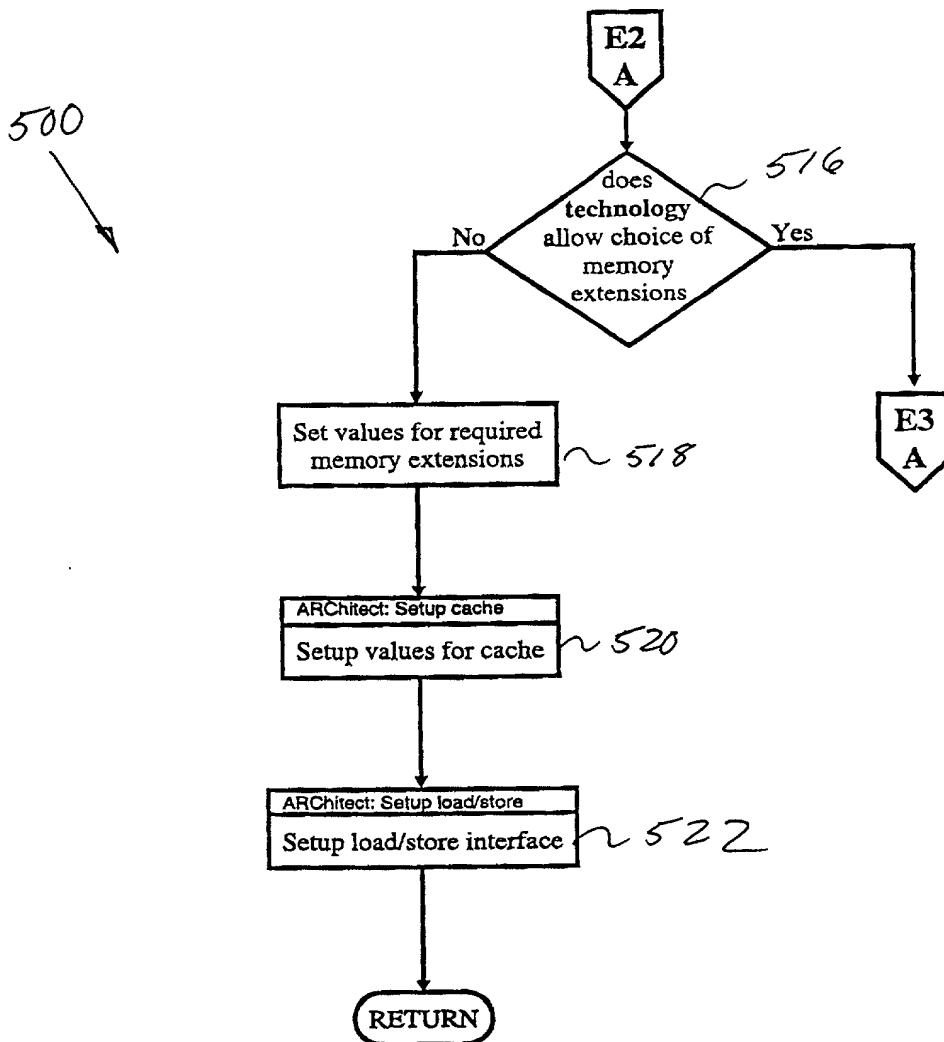 E2
A
500
516
does
technology
allow choice of
memory
extensions
No
Yes
E3
A
Set values for required
memory extensions
518
ARChitect: Setup cache
Setup values for cache
520
ARChitect: Setup load/store
Setup load/store interface
522
RETURN